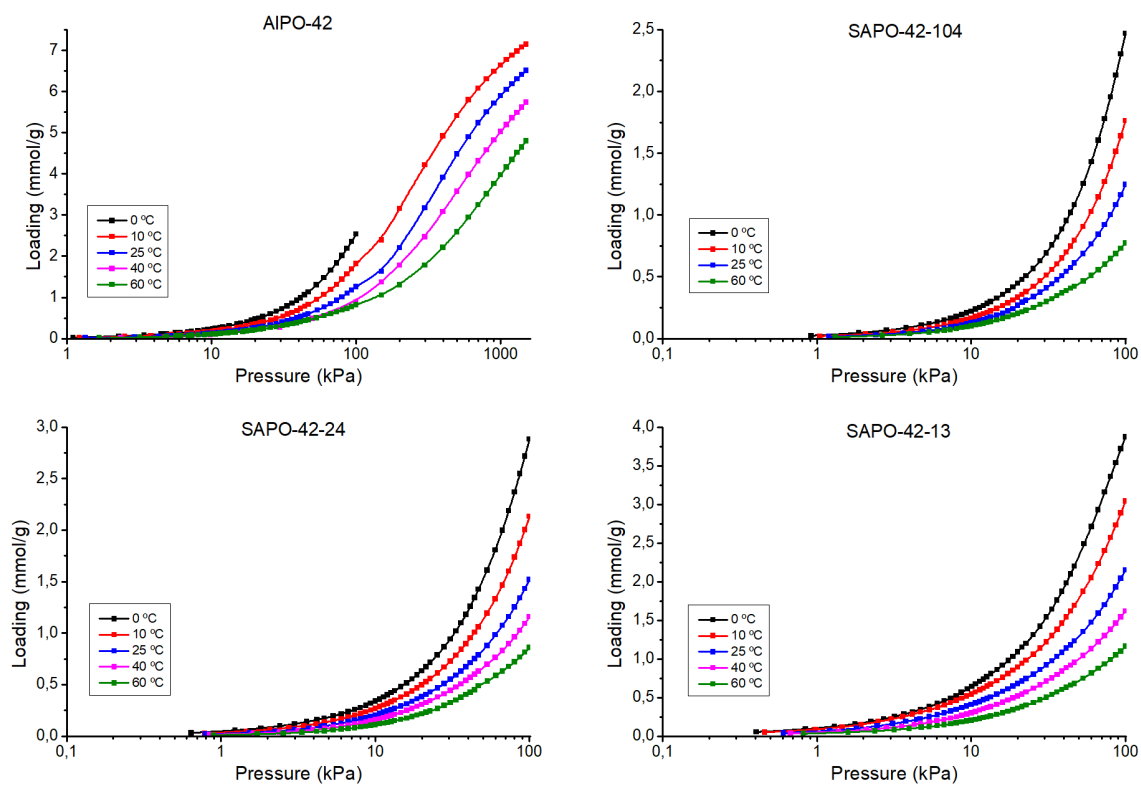 AlPO-42
Loading (mmol/g)
7
6
5
4
3
2
1
0
0 ºC
10 ºC
25 ºC
40 ºC
60 ºC
1
10
100
1000
Pressure (kPa)
SAPO-42-104
Loading (mmol/g)
2,5
2,0
1,5
1,0
0,5
0,0
0 ºC
10 ºC
25 ºC
60 ºC
0,1
1
10
100
Pressure (kPa)
SAPO-42-24
Loading (mmol/g)
3,0
2,5
2,0
1,5
1,0
0,5
0,0
0 ºC
10 ºC
25 ºC
40 ºC
60 ºC
0,1
1
10
100
Pressure (kPa)
SAPO-42-13
Loading (mmol/g)
4,0
3,5
3,0
2,5
2,0
1,5
1,0
0,5
0,0
0 ºC
10 ºC
25 ºC
40 ºC
60 ºC
0,1
1
10
100
Pressure (kPa)